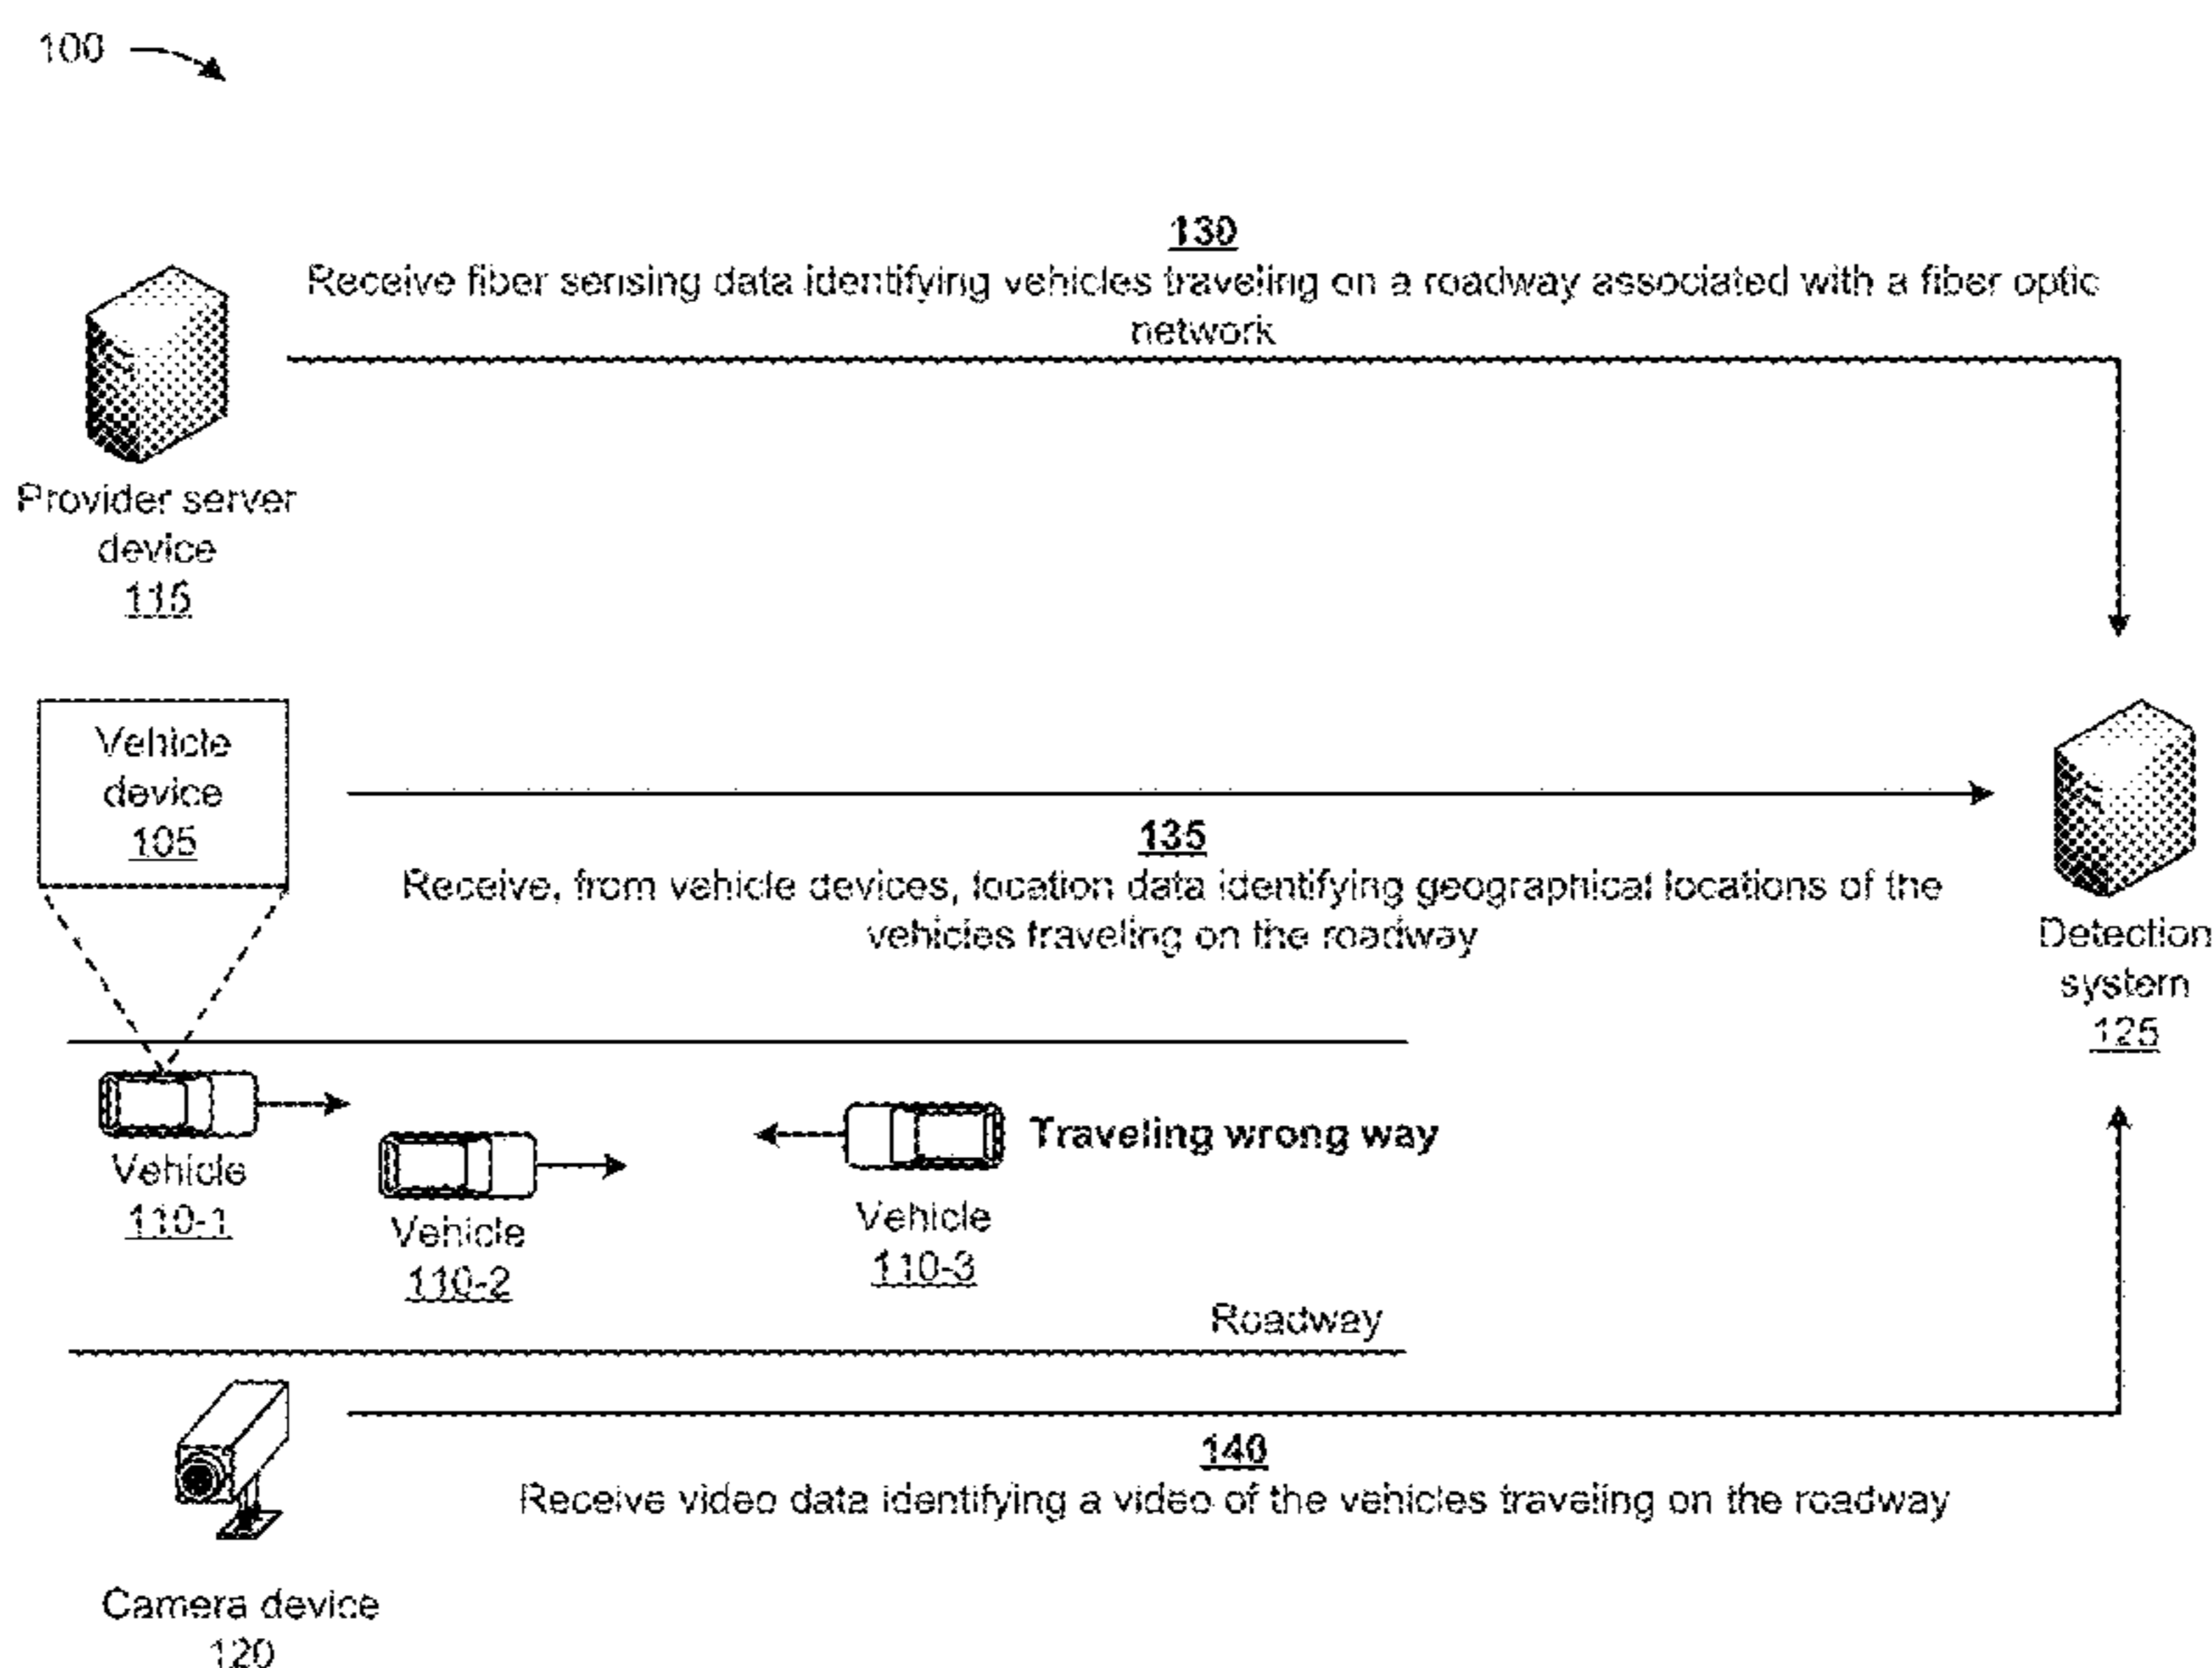 100
130
Receive fiber sensing data identifying vehicles traveling on a roadway associated with a fiber optic
network
Provider server
device
115
Vehicle
device
105
135
Receive, from vehicle devices, location data identifying geographical locations of the
vehicles traveling on the roadway
Detection
system
125
Vehicle
110-1
Vehicle
110-2
Traveling wrong way
Vehicle
110-3
Roadway
140
Receive video data identifying a video of the vehicles traveling on the roadway
Camera device
120